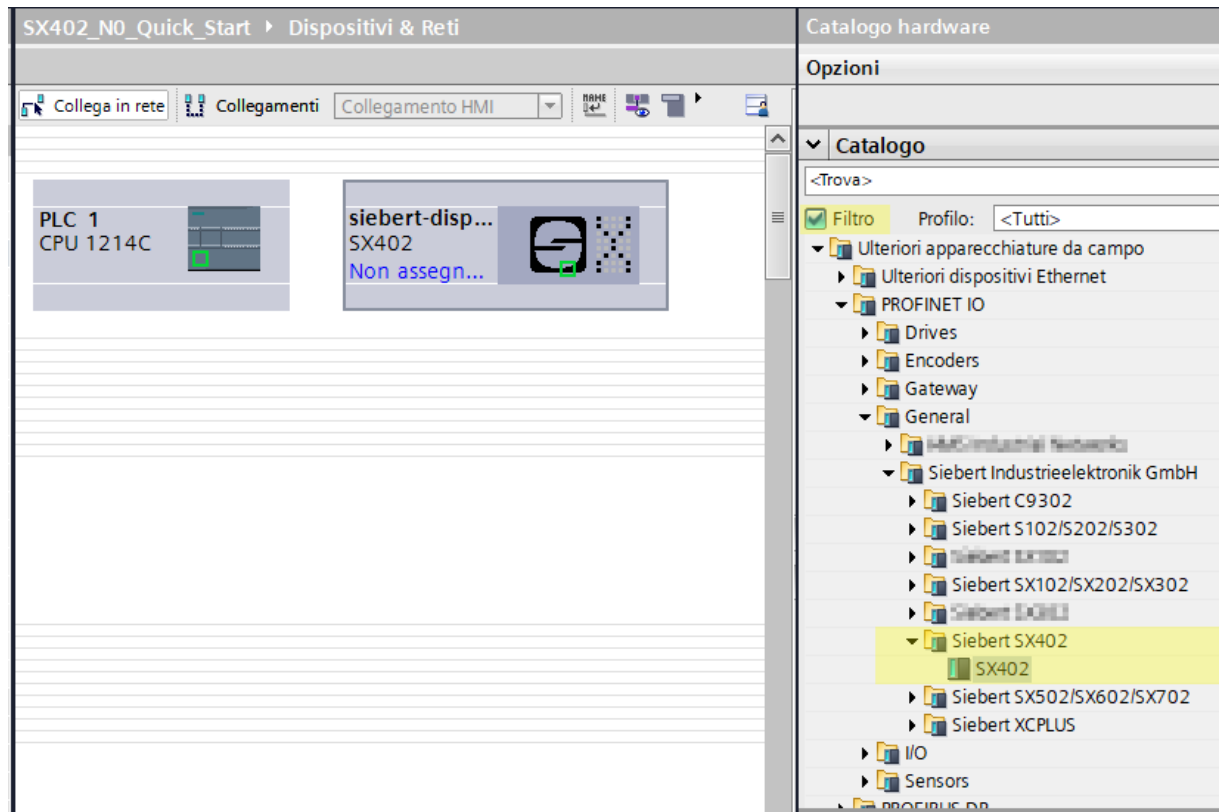 SX402_N0_Quick_Start ▸ Dispositivi & Reti
Collega in rete Collegamenti Collegamento HMI
PLC_1
CPU 1214C
siebert-disp...
SX402
Non assegn...
Catalogo hardware
Opzioni
Catalogo
<Trova>
Filtro Profilo: <Tutti>
Ulteriori apparecchiature da campo
Ulteriori dispositivi Ethernet
PROFINET IO
Drives
Encoders
Gateway
General
Siebert Industrieelektronik GmbH
Siebert C9302
Siebert S102/S202/S302
Siebert SX102/SX202/SX302
Siebert SX402
SX402
Siebert SX502/SX602/SX702
Siebert XCPLUS
I/O
Sensors
PROFIBUS DP